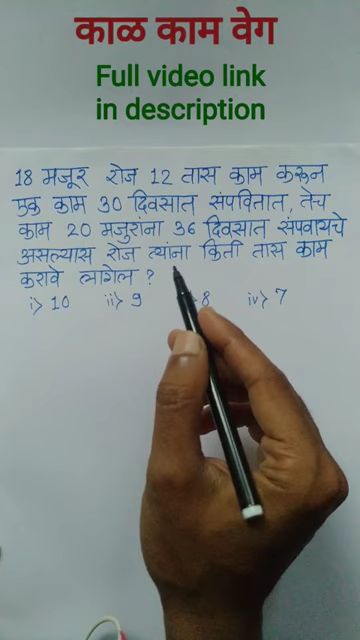 काळ काम वेग
Full video link
in description
18 मजूर रोज 12 तास काम करून
एक काम 30 दिवसात संपवितात, तेच
काम 20 मजुरांना 36 दिवसात संपवायचे
असल्यास रोज त्यांना किती तास काम
करावे लागेल ?
i> 10 ii> 9 > 8 iv> 7